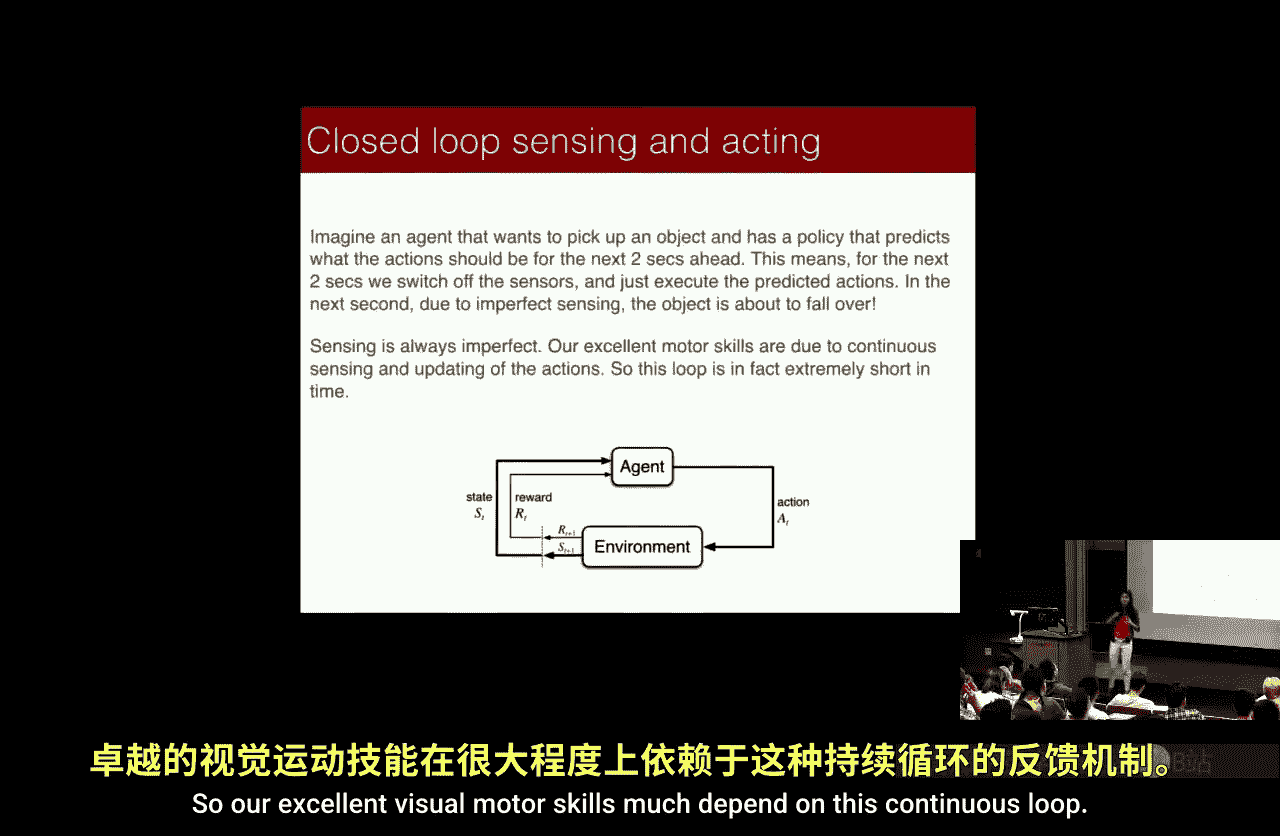 Closed loop sensing and acting
Imagine an agent that wants to pick up an object and has a policy that predicts
what the actions should be for the next 2 secs ahead. This means, for the next
2 secs we switch off the sensors, and just execute the predicted actions. In the
next second, due to imperfect sensing, the object is about to fall over!
Sensing is always imperfect. Our excellent motor skills are due to continuous
sensing and updating of the actions. So this loop is in fact extremely short in
time.
Agent
state
S_t
reward
R_t
action
A_t
R_{t+1}
S_{t+1}
Environment
卓越的视觉运动技能在很大程度上依赖于这种持续循环的反馈机制。
B站
So our excellent visual motor skills much depend on this continuous loop.